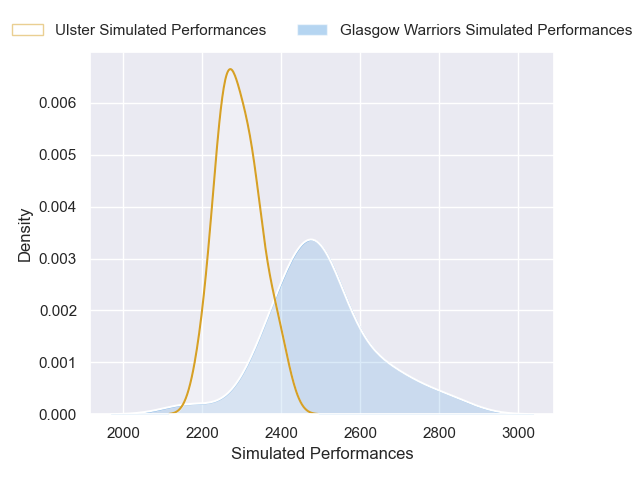 Ulster Simulated Performances Glasgow Warriors Simulated Performances
0.006
0.005
0.004
Density
0.003
0.002
0.001
0.000
2000 2200 2400 2600 2800 3000
Simulated Performances